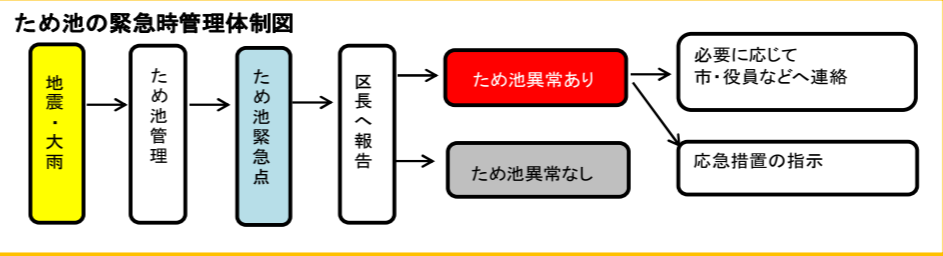 ため池の緊急時管理体制図
地震・大雨
ため池管理
ため池緊急点
区長へ報告
ため池異常あり
ため池異常なし
必要に応じて
市・役員などへ連絡
応急措置の指示